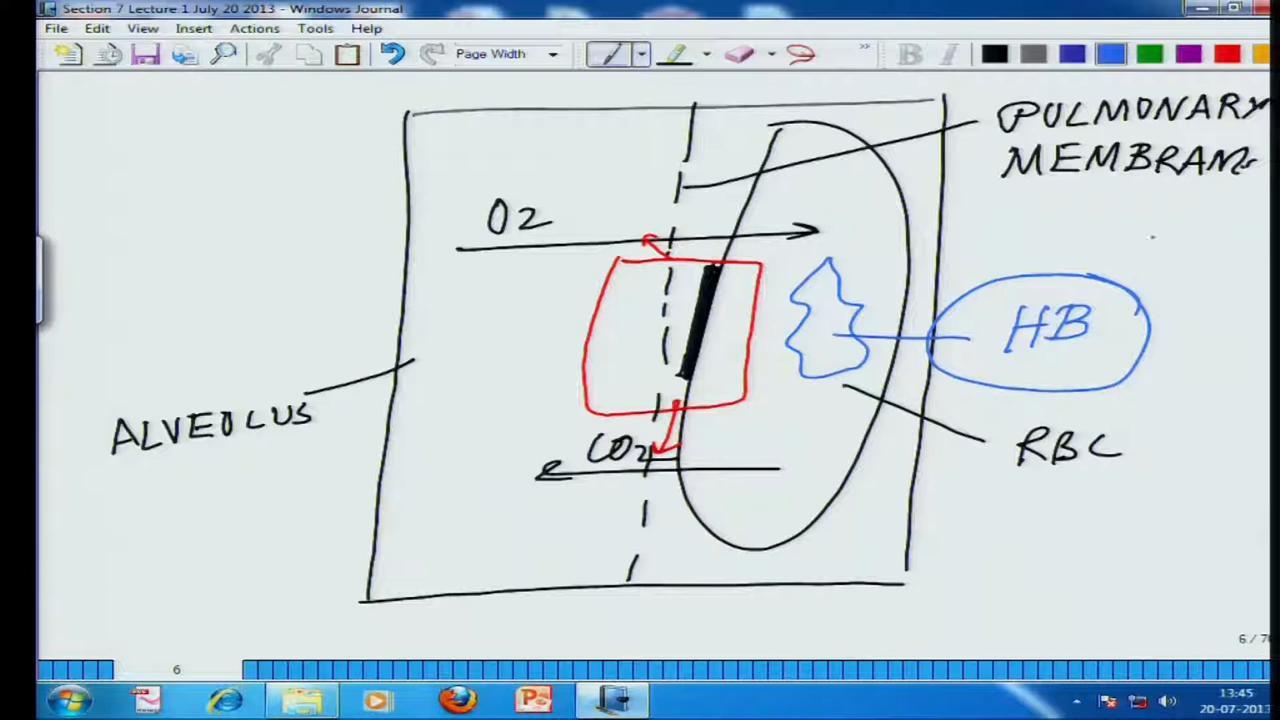 Section 7 Lecture 1 July 20 2013 - Windows Journal
File Edit View Insert Actions Tools Help
Page Width
B I
PULMONARY
MEMBRANE
O2
HB
ALVEOLUS
CO2
RBC
6
13:45
20-07-2013